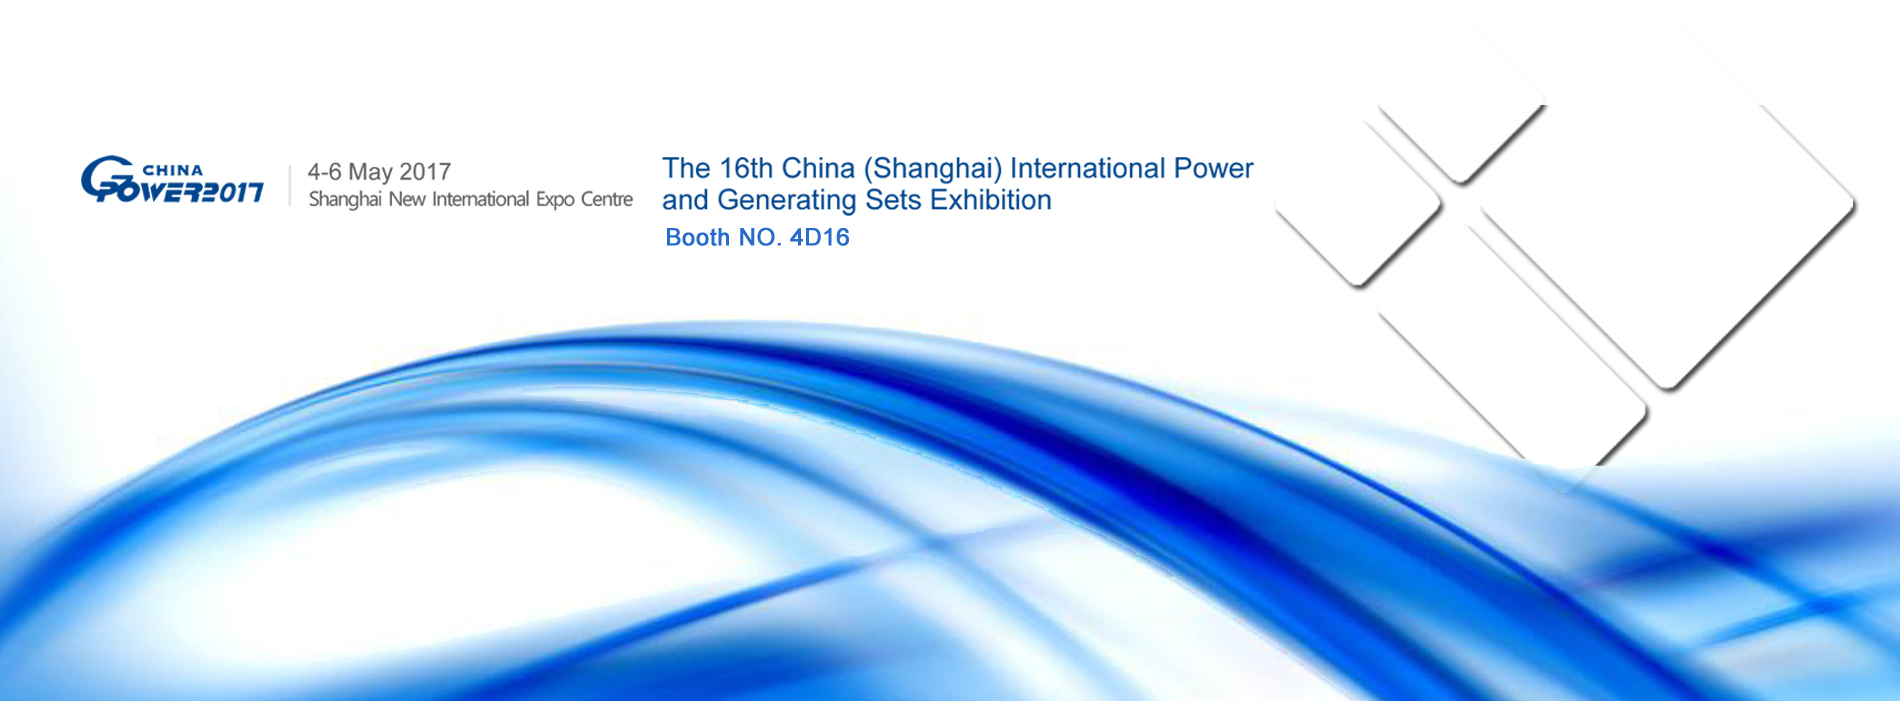 CHINA
GPOWER2017
4-6 May 2017
Shanghai New International Expo Centre
The 16th China (Shanghai) International Power
and Generating Sets Exhibition
Booth NO. 4D16